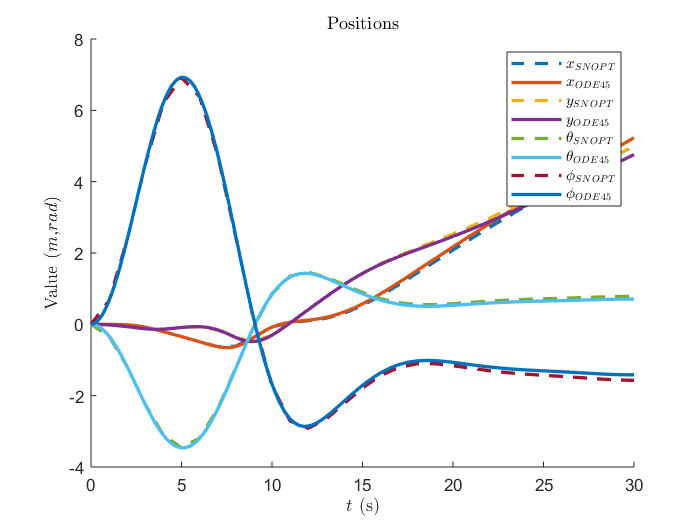 Positions
8
6
4
2
0
-2
-4
Value (m,rad)
0 5 10 15 20 25 30
t (s)
x_SNOPT
x_ODE45
y_SNOPT
y_ODE45
θ_SNOPT
θ_ODE45
ϕ_SNOPT
ϕ_ODE45